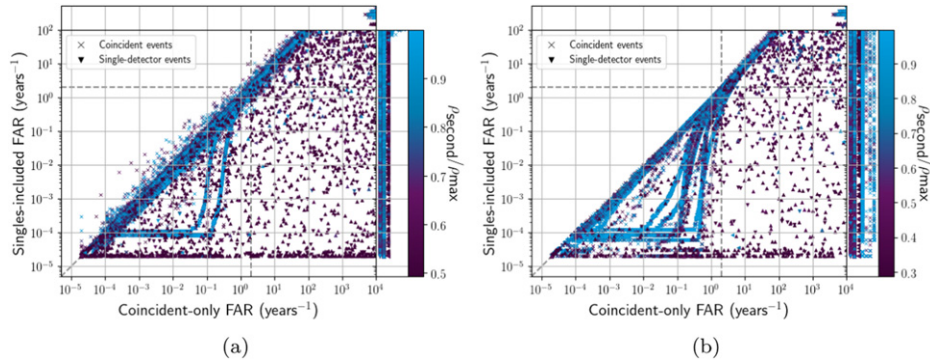 10² 10¹ 10⁰ 10⁻¹ 10⁻² 10⁻³ 10⁻⁴ 10⁻⁵
Singles-included FAR (years⁻¹)
× Coincident events
▼ Single-detector events
10⁻⁵ 10⁻⁴ 10⁻³ 10⁻² 10⁻¹ 10⁰ 10¹ 10² 10³ 10⁴
Coincident-only FAR (years⁻¹)
0.9 0.8 0.7 0.6 0.5
ρsecond/ρmax
(a)
10² 10¹ 10⁰ 10⁻¹ 10⁻² 10⁻³ 10⁻⁴ 10⁻⁵
Singles-included FAR (years⁻¹)
× Coincident events
▼ Single-detector events
10⁻⁵ 10⁻⁴ 10⁻³ 10⁻² 10⁻¹ 10⁰ 10¹ 10² 10³ 10⁴
Coincident-only FAR (years⁻¹)
0.9 0.8 0.7 0.6 0.5 0.4 0.3
ρsecond/ρmax
(b)